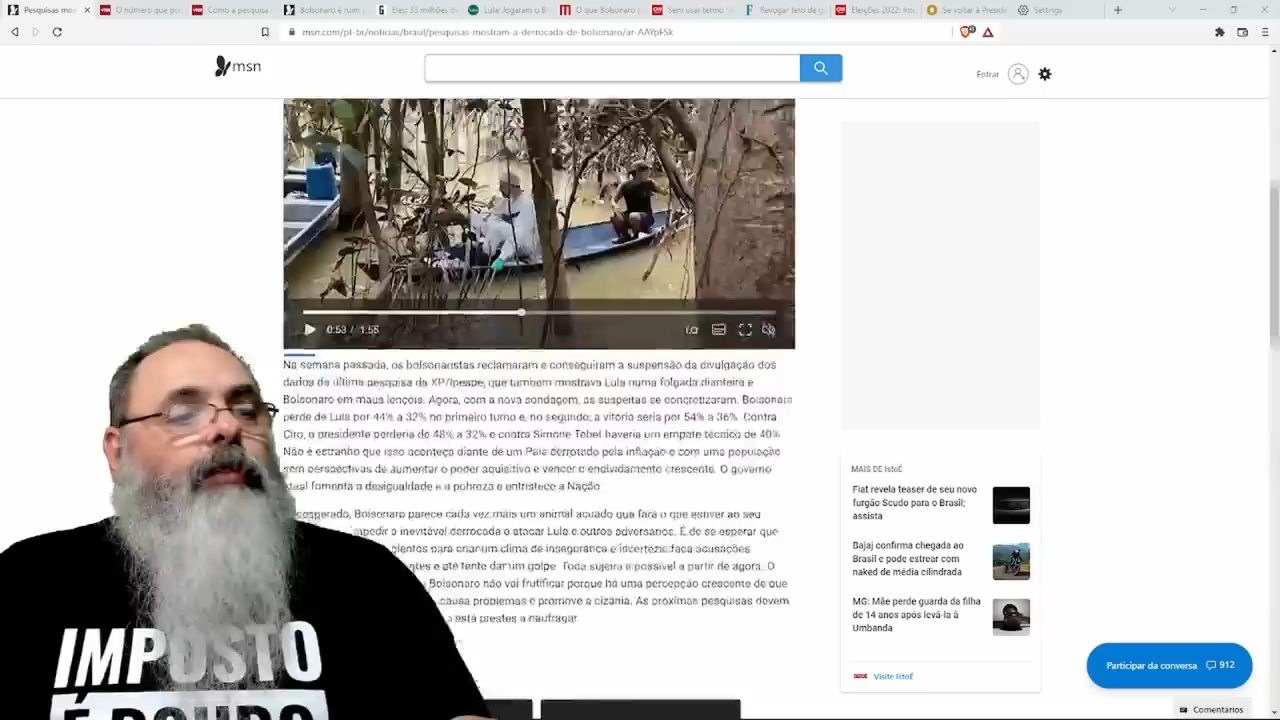 Pesquisas mos
O número que po
Como a pesquisa
Bolsonaro é rum
Eles: 33 milhões d
Lula: Jogaram o B
O que Bolsonaro p
Sem usar termo "
Revogar teto de g
Eleições 2022: Int
Se voltar à Presid
Settings
msn.com/pt-br/noticias/brasil/pesquisas-mostram-a-derrocada-de-bolsonaro/ar-AAYpFSk
msn
Entrar
0:53 / 1:55
Na semana passada, os bolsonaristas reclamaram e conseguiram a suspensão da divulgação dos
dados da última pesquisa da XP/Ipespe, que também mostrava Lula numa folgada dianteira e
Bolsonaro em maus lençóis. Agora, com a nova sondagem, as suspeitas se concretizaram. Bolsonaro
perde de Lula por 44% a 32% no primeiro turno e, no segundo, a vitória seria por 54% a 36%. Contra
Ciro, o presidente perderia de 48% a 32% e contra Simone Tebet haveria um empate técnico de 40%
Não é estranho que isso aconteça diante de um País derrotado pela inflação e com uma população
sem perspectivas de aumentar o poder aquisitivo e vencer o endividamento crescente. O governo
atual fomenta a desigualdade e a pobreza e entristece a Nação
Bolsonaro parece cada vez mais um animal acuado que fará o que estiver ao seu
impedir a inevitável derrocada e atacar Lula e outros adversários. É de se esperar que
para criar um clima de insegurança e incerteza, faça acusações
e até tente dar um golpe. Tudo será possível a partir de agora. O
Bolsonaro não vai frutificar porque há uma percepção crescente de que
causa problemas e promove a cizânia. As próximas pesquisas devem
está prestes a naufragar
MAIS DE IstoÉ
Fiat revela teaser de seu novo
furgão Scudo para o Brasil;
assista
Bajaj confirma chegada ao
Brasil e pode estrear com
naked de média cilindrada
MG: Mãe perde guarda da filha
de 14 anos após levá-la à
Umbanda
Visite IstoÉ
Participar da conversa 912
Comentários
IMPOSTO
É ROUBO